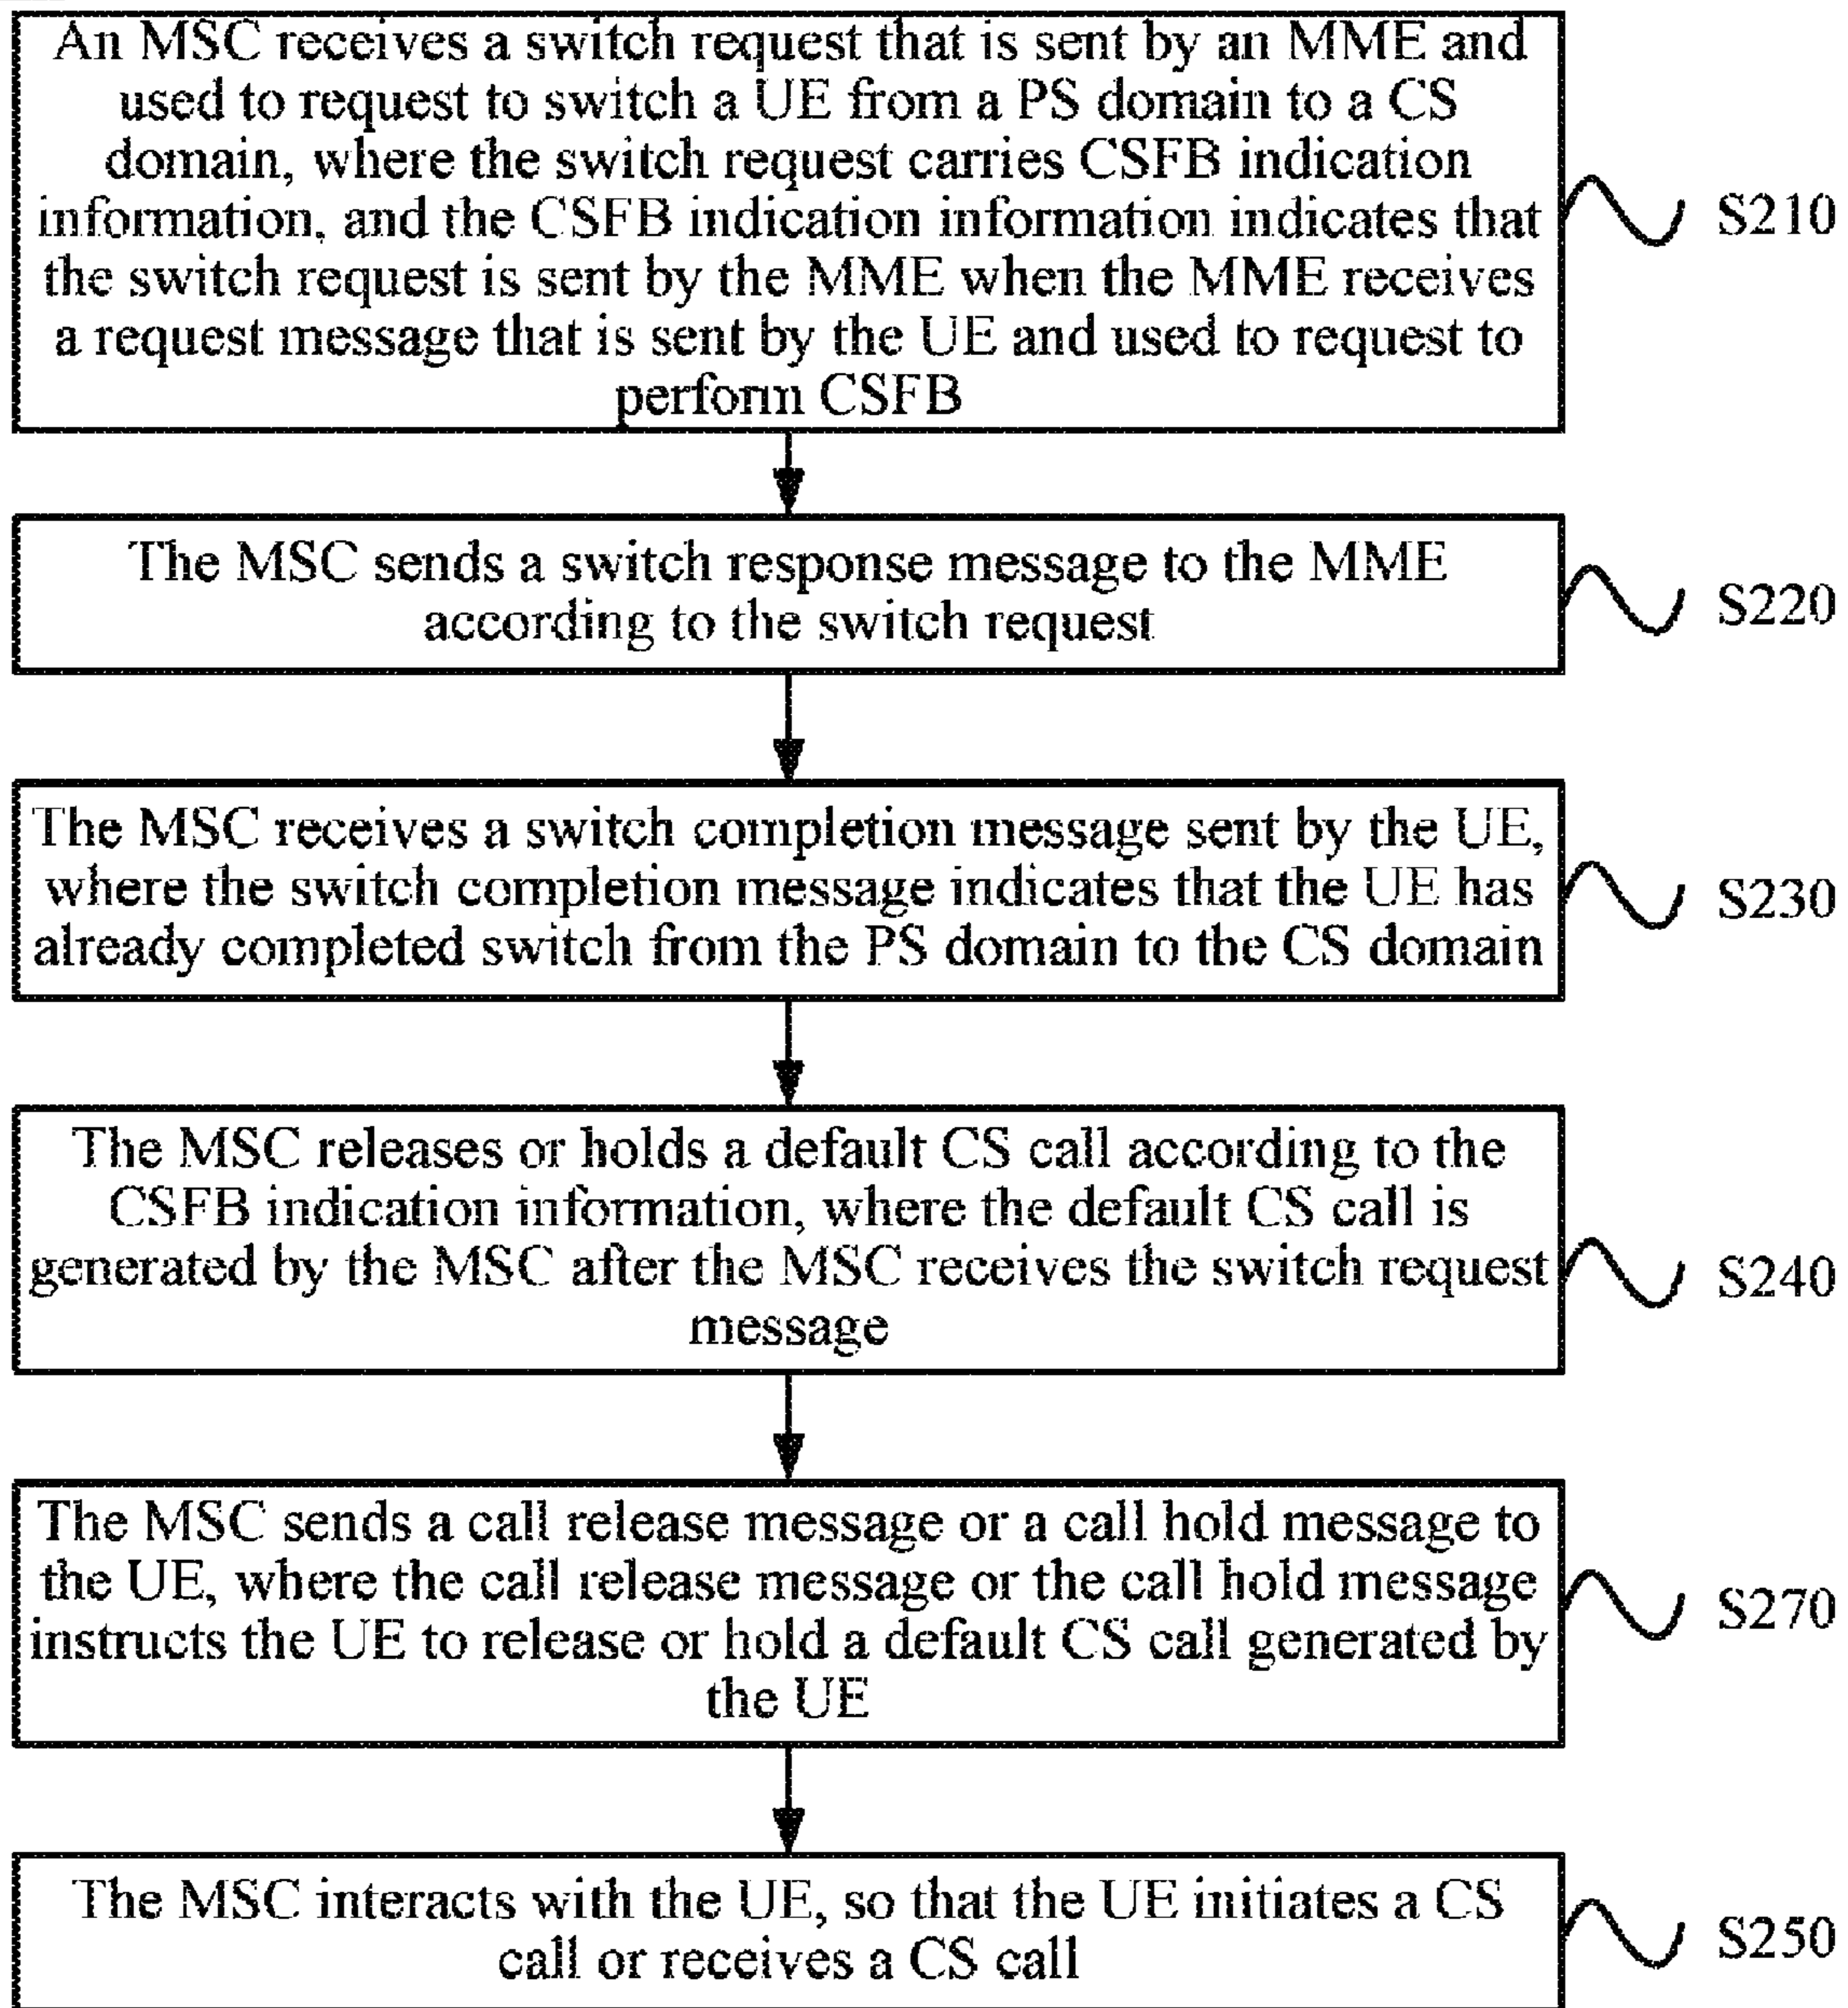 An MSC receives a switch request that is sent by an MME and
used to request to switch a UE from a PS domain to a CS
domain, where the switch request carries CSFB indication
information, and the CSFB indication information indicates that
the switch request is sent by the MME when the MME receives
a request message that is sent by the UE and used to request to
perform CSFB
S210
The MSC sends a switch response message to the MME
according to the switch request
S220
The MSC receives a switch completion message sent by the UE,
where the switch completion message indicates that the UE has
already completed switch from the PS domain to the CS domain
S230
The MSC releases or holds a default CS call according to the
CSFB indication information, where the default CS call is
generated by the MSC after the MSC receives the switch request
message
S240
The MSC sends a call release message or a call hold message to
the UE, where the call release message or the call hold message
instructs the UE to release or hold a default CS call generated by
the UE
S270
The MSC interacts with the UE, so that the UE initiates a CS
call or receives a CS call
S250